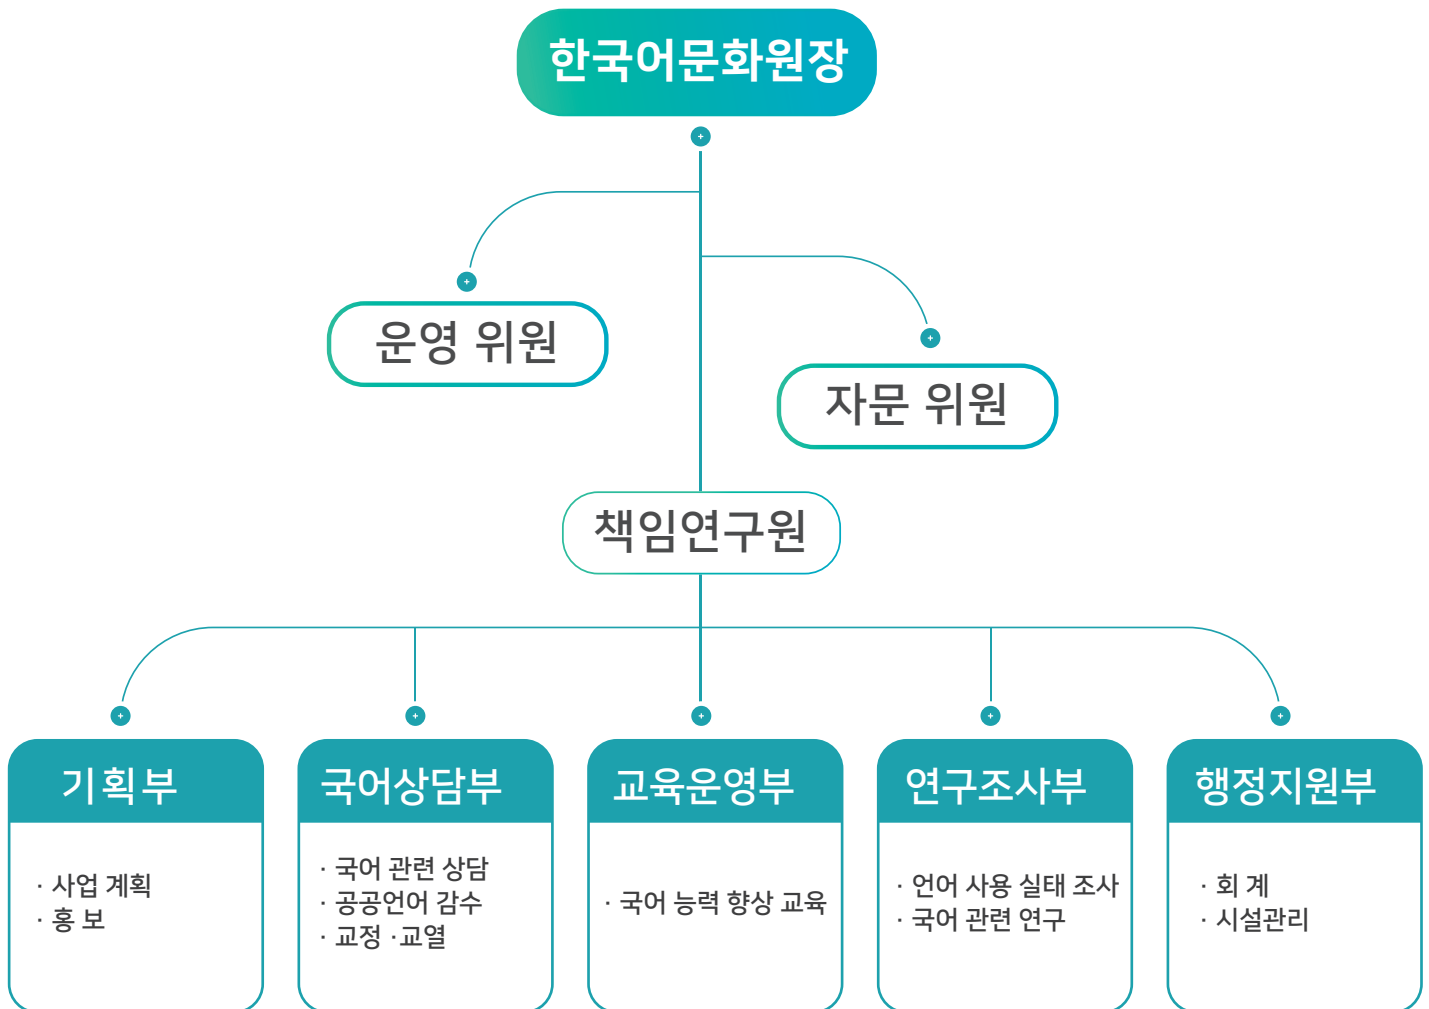 한국어문화원장
운영 위원
자문 위원
책임연구원
기획부
· 사업 계획
· 홍 보
국어상담부
· 국어 관련 상담
· 공공언어 감수
· 교정 ·교열
교육운영부
· 국어 능력 향상 교육
연구조사부
· 언어 사용 실태 조사
· 국어 관련 연구
행정지원부
· 회 계
· 시설관리